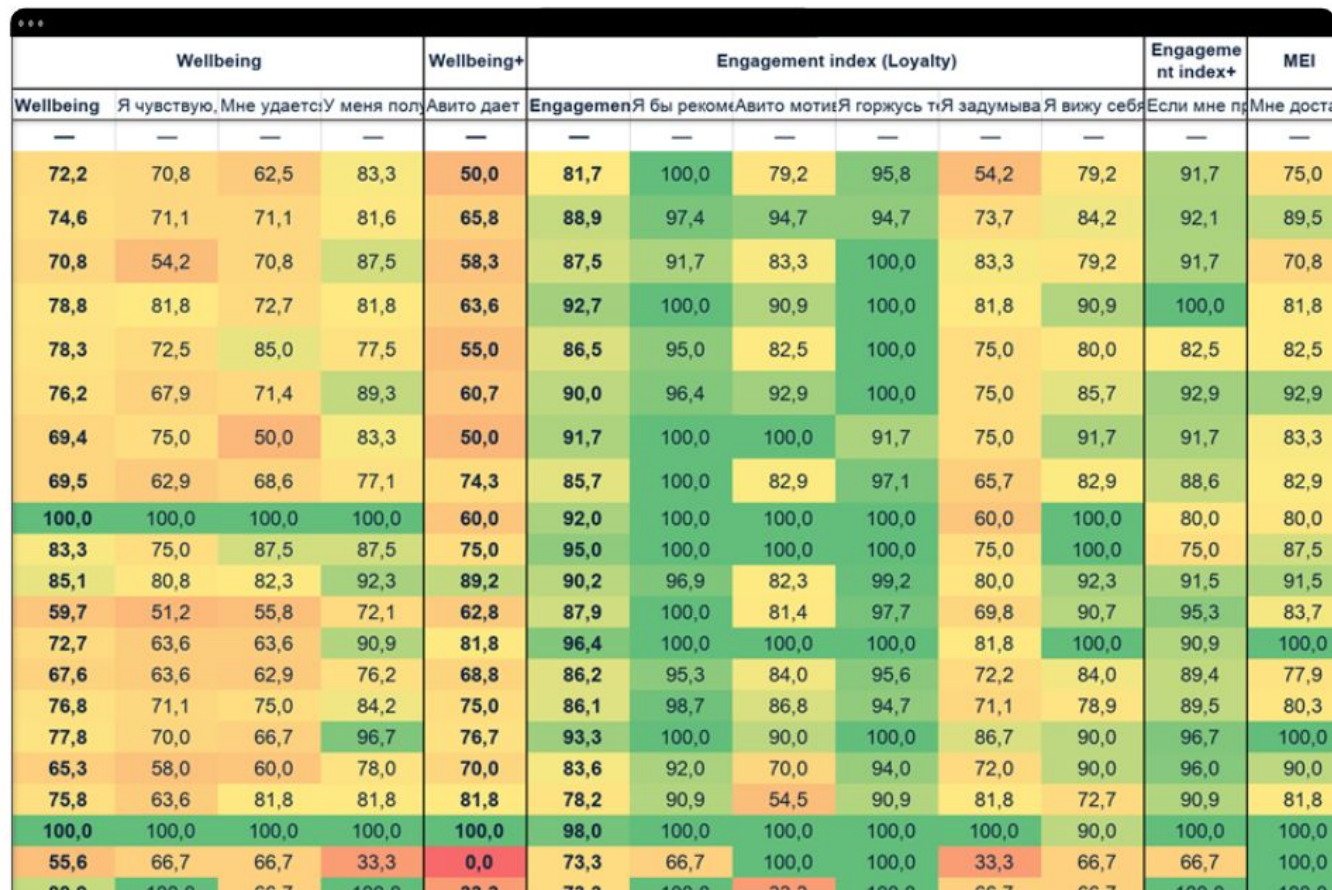 Wellbeing Wellbeing+ Engagement index (Loyalty) Engageme nt index+ MEI
Wellbeing Я чувствую, Мне удаетс У меня пол Авито дает Engagemen Я бы реком Авито моти Я горжусь т Я задумыва Я вижу себя Если мне п Мне доста
— — — — — — — — — — — — —
72,2 70,8 62,5 83,3 50,0 81,7 100,0 79,2 95,8 54,2 79,2 91,7 75,0
74,6 71,1 71,1 81,6 65,8 88,9 97,4 94,7 94,7 73,7 84,2 92,1 89,5
70,8 54,2 70,8 87,5 58,3 87,5 91,7 83,3 100,0 83,3 79,2 91,7 70,8
78,8 81,8 72,7 81,8 63,6 92,7 100,0 90,9 100,0 81,8 90,9 100,0 81,8
78,3 72,5 85,0 77,5 55,0 86,5 95,0 82,5 100,0 75,0 80,0 82,5 82,5
76,2 67,9 71,4 89,3 60,7 90,0 96,4 92,9 100,0 75,0 85,7 92,9 92,9
69,4 75,0 50,0 83,3 50,0 91,7 100,0 100,0 91,7 75,0 91,7 91,7 83,3
69,5 62,9 68,6 77,1 74,3 85,7 100,0 82,9 97,1 65,7 82,9 88,6 82,9
100,0 100,0 100,0 100,0 60,0 92,0 100,0 100,0 100,0 60,0 100,0 80,0 80,0
83,3 75,0 87,5 87,5 75,0 95,0 100,0 100,0 100,0 75,0 100,0 75,0 87,5
85,1 80,8 82,3 92,3 89,2 90,2 96,9 82,3 99,2 80,0 92,3 91,5 91,5
59,7 51,2 55,8 72,1 62,8 87,9 100,0 81,4 97,7 69,8 90,7 95,3 83,7
72,7 63,6 63,6 90,9 81,8 96,4 100,0 100,0 100,0 81,8 100,0 90,9 100,0
67,6 63,6 62,9 76,2 68,8 86,2 95,3 84,0 95,6 72,2 84,0 89,4 77,9
76,8 71,1 75,0 84,2 75,0 86,1 98,7 86,8 94,7 71,1 78,9 89,5 80,3
77,8 70,0 66,7 96,7 76,7 93,3 100,0 90,0 100,0 86,7 90,0 96,7 100,0
65,3 58,0 60,0 78,0 70,0 83,6 92,0 70,0 94,0 72,0 90,0 96,0 90,0
75,8 63,6 81,8 81,8 81,8 78,2 90,9 54,5 90,9 81,8 72,7 90,9 81,8
100,0 100,0 100,0 100,0 100,0 98,0 100,0 100,0 100,0 100,0 90,0 100,0 100,0
55,6 66,7 66,7 33,3 0,0 73,3 66,7 100,0 100,0 33,3 66,7 66,7 100,0